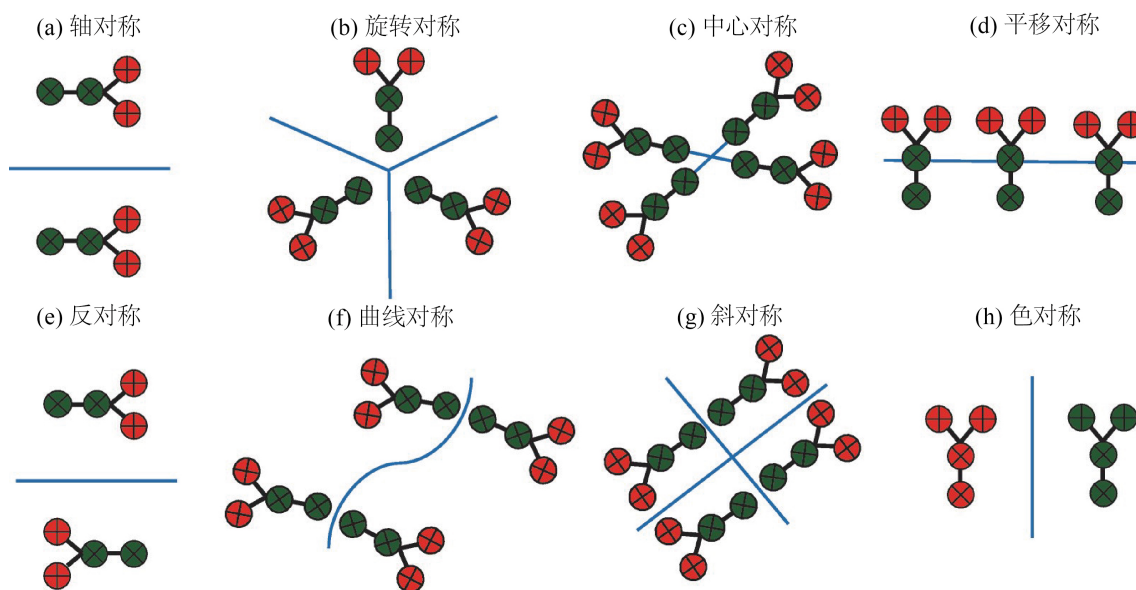 (a) 轴对称
(b) 旋转对称
(c) 中心对称
(d) 平移对称
(e) 反对称
(f) 曲线对称
(g) 斜对称
(h) 色对称